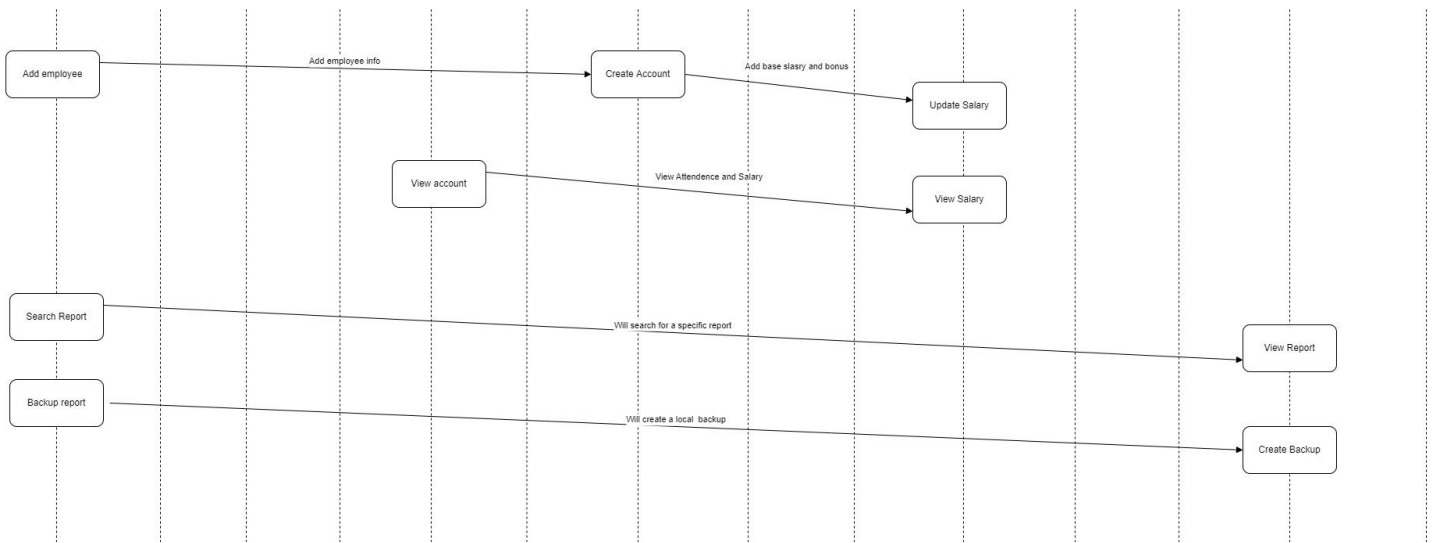 Add employee
Add employee info
Create Account
Add base slasry and bonus
Update Salary
View account
View Attendence and Salary
View Salary
Search Report
Will search for a specific report
View Report
Backup report
Will create a local backup
Create Backup